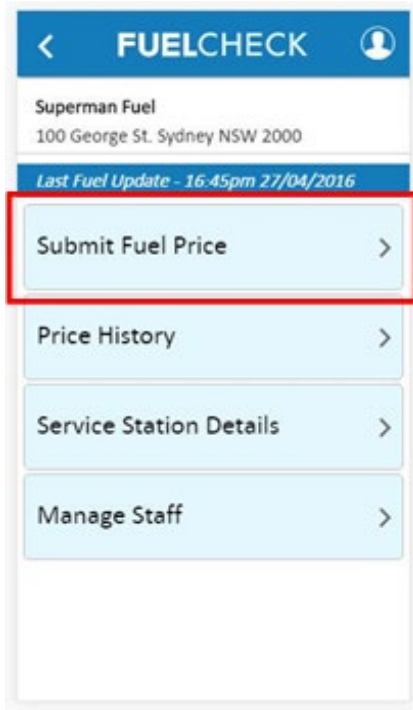 FUELCHECK
Superman Fuel
100 George St. Sydney NSW 2000
Last Fuel Update - 16:45pm 27/04/2016
Submit Fuel Price
Price History
Service Station Details
Manage Staff